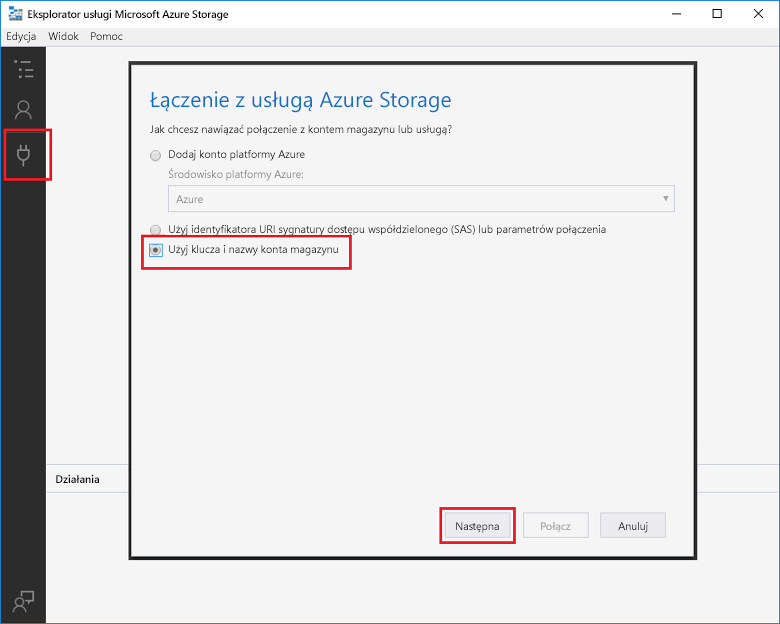 Eksplorator usługi Microsoft Azure Storage
Edycja Widok Pomoc
Łączenie z usługą Azure Storage
Jak chcesz nawiązać połączenie z kontem magazynu lub usługą?
Dodaj konto platformy Azure
Środowisko platformy Azure:
Azure
Użyj identyfikatora URI sygnatury dostępu współdzielonego (SAS) lub parametrów połączenia
Użyj klucza i nazwy konta magazynu
Działania
Następna Połącz Anuluj